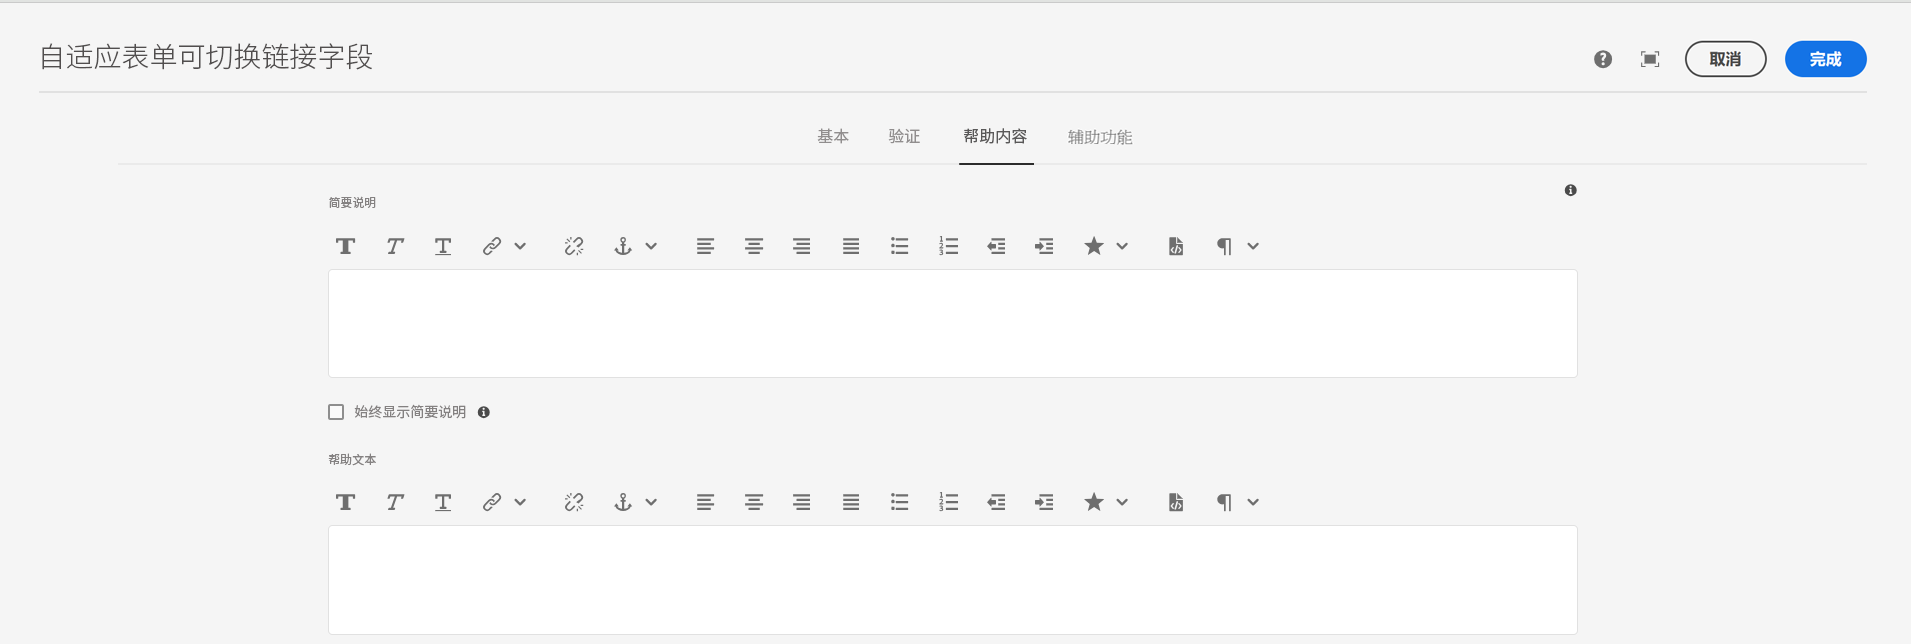 自适应表单可切换链接字段
取消
完成
基本
验证
帮助内容
辅助功能
简要说明
始终显示简要说明
帮助文本